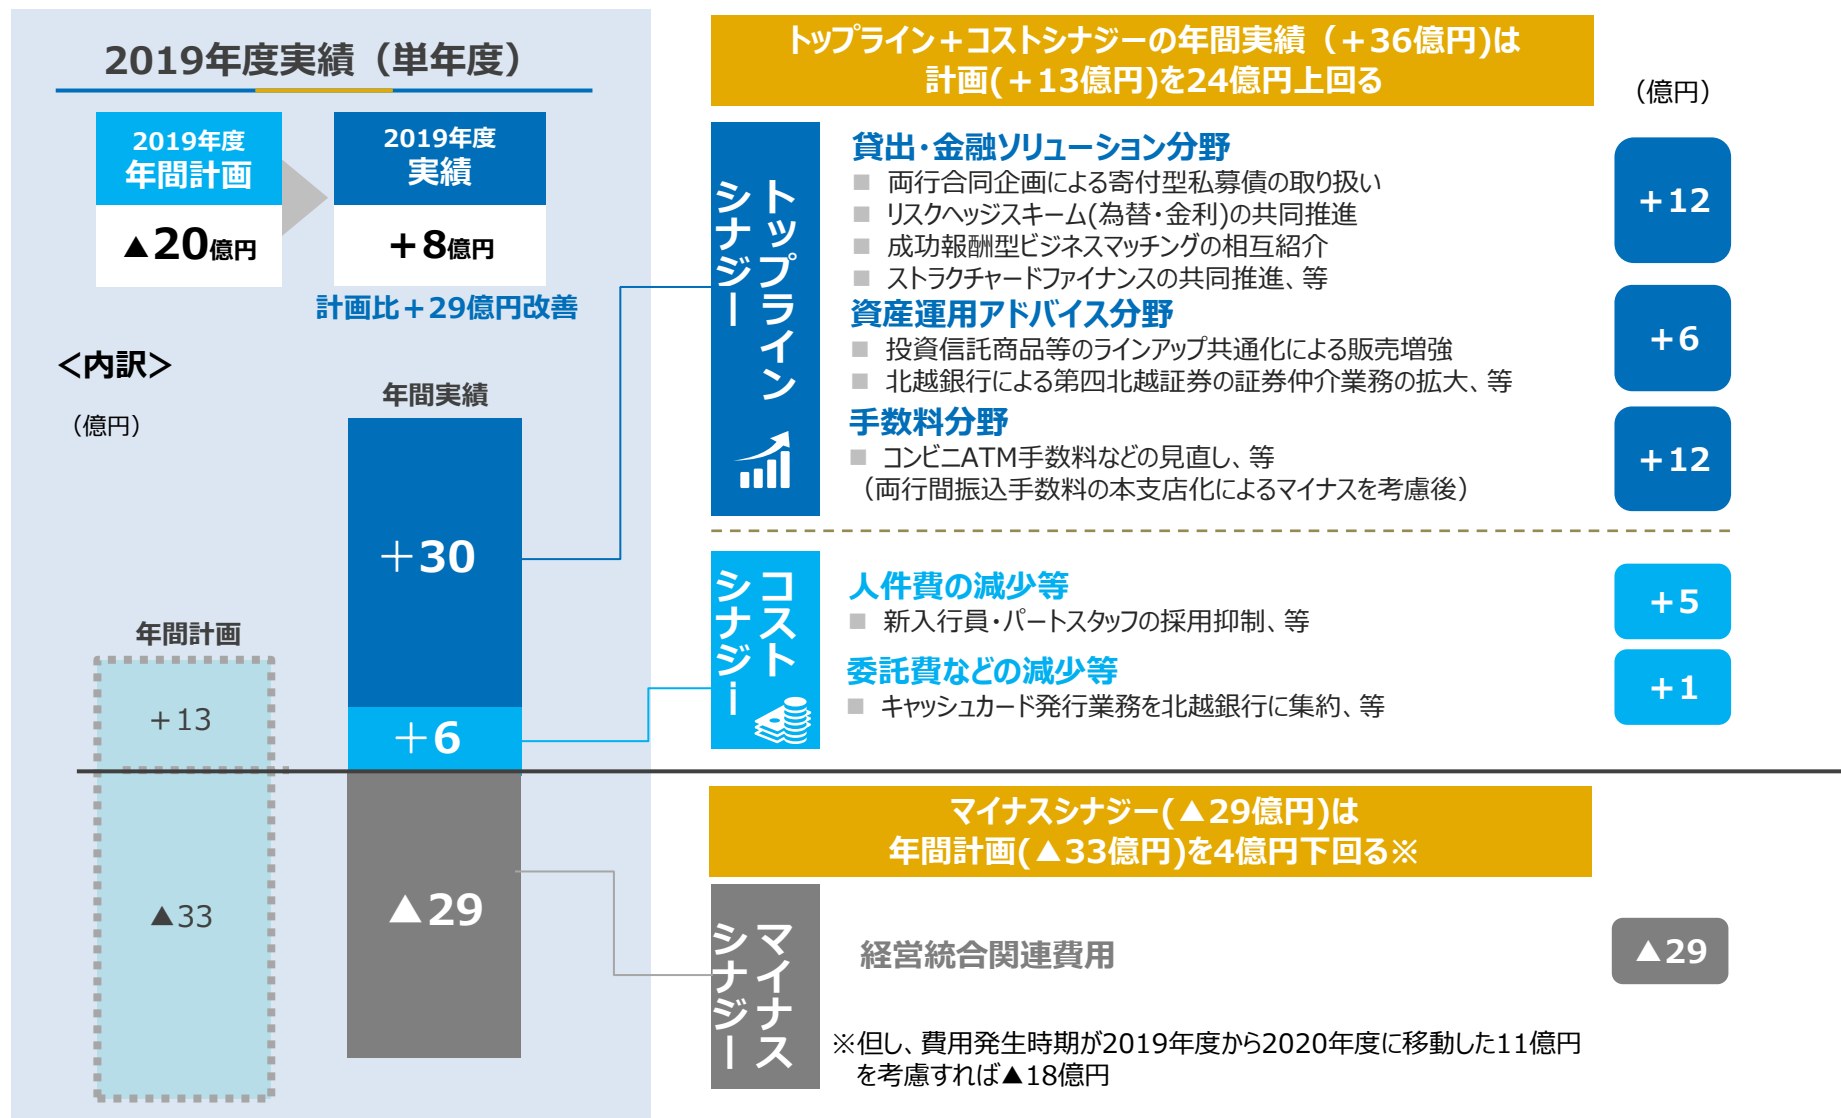 2019年度実績（単年度）
2019年度
年間計画
▲20億円
2019年度
実績
＋8億円
計画比＋29億円改善
＜内訳＞
（億円）
年間実績
＋30
＋6
▲29
年間計画
＋13
▲33
トップライン＋コストシナジーの年間実績（＋36億円)は
計画(＋13億円)を24億円上回る
（億円）
トップライン
シナジー
貸出・金融ソリューション分野
■ 両行合同企画による寄付型私募債の取り扱い
■ リスクヘッジスキーム(為替・金利)の共同推進
■ 成功報酬型ビジネスマッチングの相互紹介
■ ストラクチャードファイナンスの共同推進、等
＋12
資産運用アドバイス分野
■ 投資信託商品等のラインアップ共通化による販売増強
■ 北越銀行による第四北越証券の証券仲介業務の拡大、等
＋6
手数料分野
■ コンビニATM手数料などの見直し、等
（両行間振込手数料の本支店化によるマイナスを考慮後）
＋12
コスト
シナジー
人件費の減少等
■ 新入行員・パートスタッフの採用抑制、等
＋5
委託費などの減少等
■ キャッシュカード発行業務を北越銀行に集約、等
＋1
マイナスシナジー(▲29億円)は
年間計画(▲33億円)を4億円下回る※
マイナス
シナジー
経営統合関連費用
▲29
※但し、費用発生時期が2019年度から2020年度に移動した11億円
を考慮すれば▲18億円